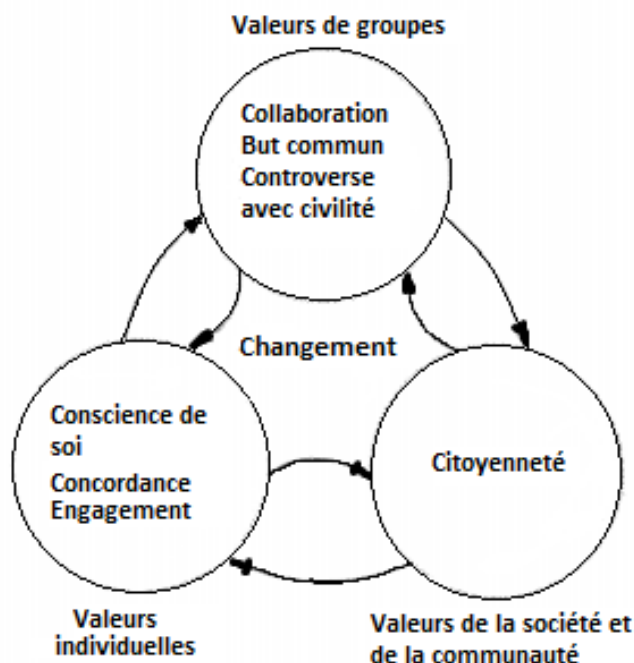 Valeurs de groupes
Collaboration
But commun
Controverse
avec civilité
Changement
Conscience de
soi
Concordance
Engagement
Citoyenneté
Valeurs
individuelles
Valeurs de la société et
de la communauté